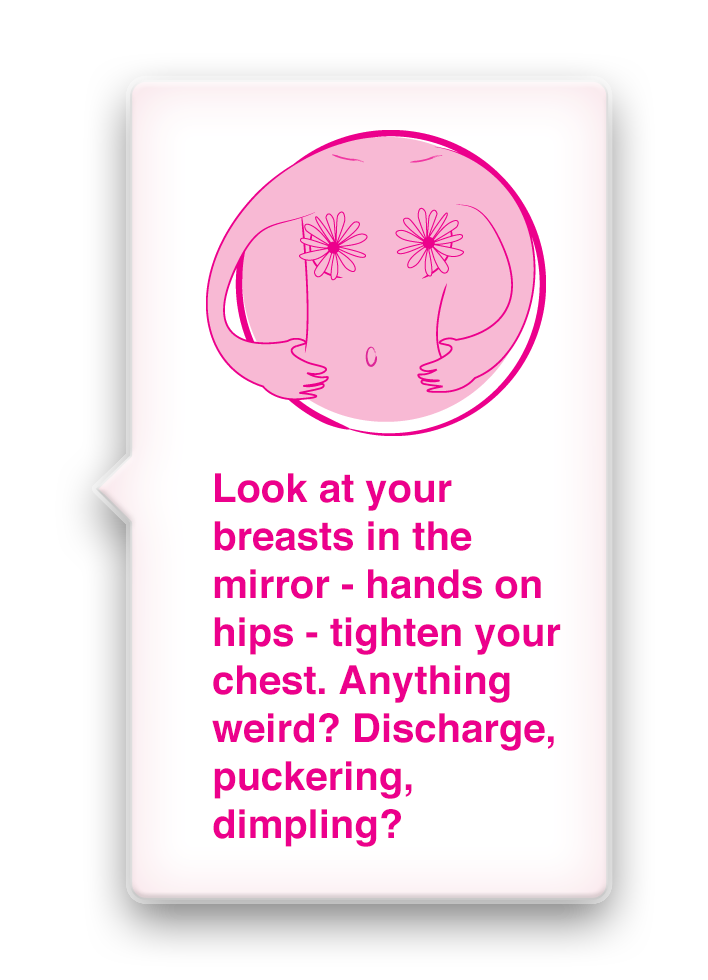 Look at your
breasts in the
mirror - hands on
hips - tighten your
chest. Anything
weird? Discharge,
puckering,
dimpling?